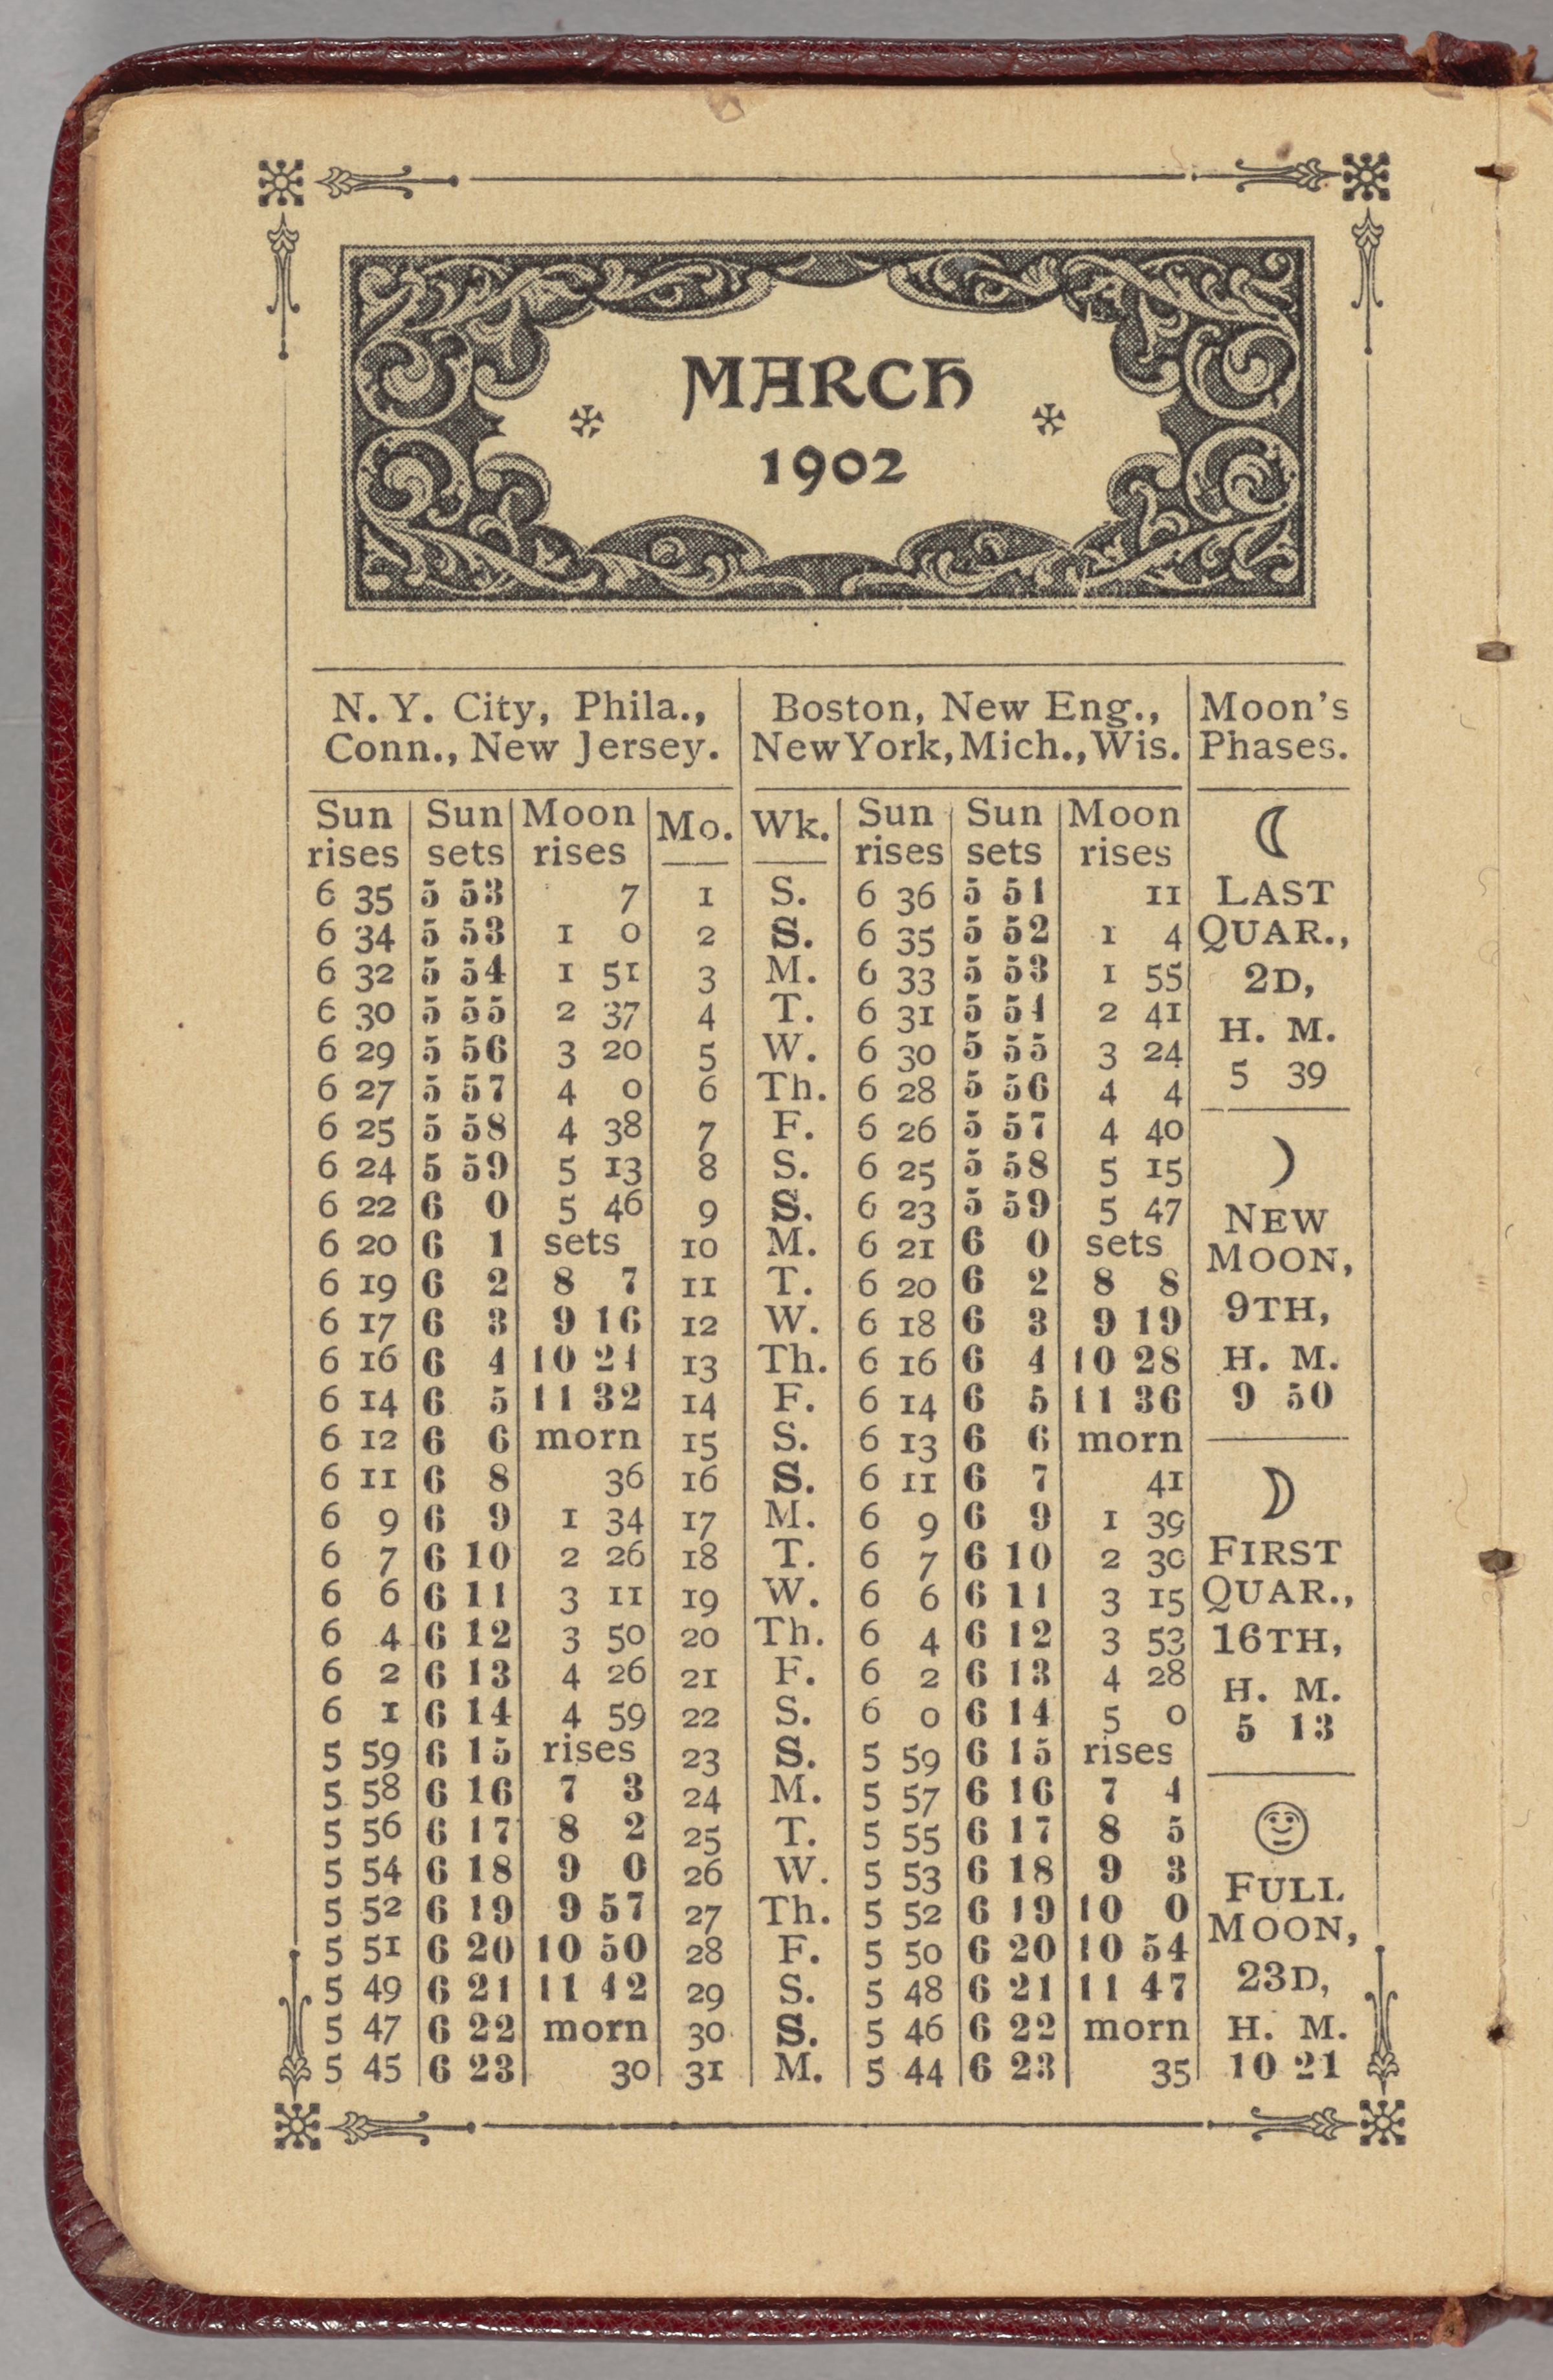 MARCH
1902
N. Y. City, Phila., Boston, New Eng., Moon's
Conn., New Jersey. New York, Mich., Wis. Phases.
Sun Sun Moon Mo. Wk. Sun Sun Moon
rises sets rises rises sets rises
6 35 5 53 7 1 S. 6 36 5 51 11 LAST
6 34 5 53 1 0 2 S. 6 35 5 52 1 4 QUAR.,
6 32 5 54 1 51 3 M. 6 33 5 53 1 55 2D,
6 30 5 55 2 37 4 T. 6 31 5 54 2 41 H. M.
6 29 5 56 3 20 5 W. 6 30 5 55 3 24
6 27 5 57 4 0 6 Th. 6 28 5 56 4 4 5 39
6 25 5 58 4 38 7 F. 6 26 5 57 4 40
6 24 5 59 5 13 8 S. 6 25 5 58 5 15
6 22 6 0 5 46 9 S. 6 23 5 59 5 47 NEW
6 20 6 1 sets 10 M. 6 21 6 0 sets MOON,
6 19 6 2 8 7 11 T. 6 20 6 2 8 8
6 17 6 3 9 16 12 W. 6 18 6 3 9 19 9TH,
6 16 6 4 10 24 13 Th. 6 16 6 4 10 28 H. M.
6 14 6 5 11 32 14 F. 6 14 6 5 11 36 9 50
6 12 6 6 morn 15 S. 6 13 6 6 morn
6 11 6 8 36 16 S. 6 11 6 7 41
6 9 6 9 1 34 17 M. 6 9 6 9 1 39
6 7 6 10 2 26 18 T. 6 7 6 10 2 30 FIRST
6 6 6 11 3 11 19 W. 6 6 6 11 3 15 QUAR.,
6 4 6 12 3 50 20 Th. 6 4 6 12 3 53 16TH,
6 2 6 13 4 26 21 F. 6 2 6 13 4 28 H. M.
6 1 6 14 4 59 22 S. 6 0 6 14 5 0 5 13
5 59 6 15 rises 23 S. 5 59 6 15 rises
5 58 6 16 7 3 24 M. 5 57 6 16 7 4
5 56 6 17 8 2 25 T. 5 55 6 17 8 5
5 54 6 18 9 0 26 W. 5 53 6 18 9 3 FULL
5 52 6 19 9 57 27 Th. 5 52 6 19 10 0 MOON,
5 51 6 20 10 50 28 F. 5 50 6 20 10 54
5 49 6 21 11 42 29 S. 5 48 6 21 11 47 23D,
5 47 6 22 morn 30 S. 5 46 6 22 morn H. M.
5 45 6 23 30 31 M. 5 44 6 23 35 10 21